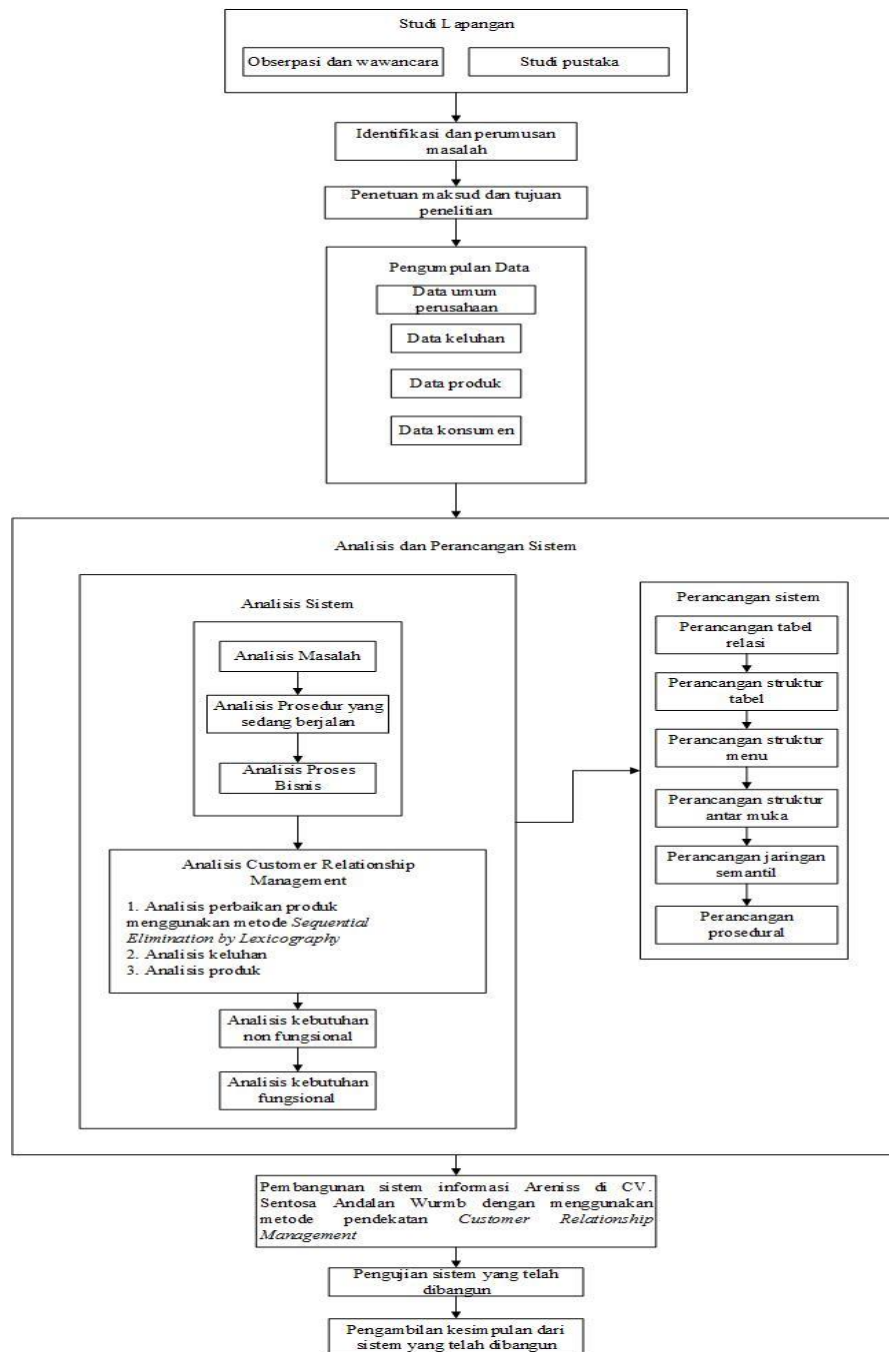 Studi Lapangan
Obserpasi dan wawancara
Studi pustaka
Identifikasi dan perumusan
masalah
Penetuan maksud dan tujuan
penelitian
Pengumpulan Data
Data umum
perusahaan
Data keluhan
Data produk
Data konsumen
Analisis dan Perancangan Sistem
Analisis Sistem
Analisis Masalah
Analisis Prosedur yang
sedang berjalan
Analisis Proses
Bisnis
Analisis Customer Relationship
Management
1. Analisis perbaikan produk
menggunakan metode Sequential
Elimination by Lexicography
2. Analisis keluhan
3. Analisis produk
Analisis kebutuhan
non fungsional
Analisis kebutuhan
fungsional
Perancangan sistem
Perancangan tabel
relasi
Perancangan struktur
tabel
Perancangan struktur
menu
Perancangan struktur
antar muka
Perancangan jaringan
semantil
Perancangan
prosedural
Pembangunan sistem informasi Areniss di CV.
Sentosa Andalan Wurmb dengan menggunakan
metode pendekatan Customer Relationship
Management
Pengujian sistem yang telah
dibangun
Pengambilan kesimpulan dari
sistem yang telah dibangun